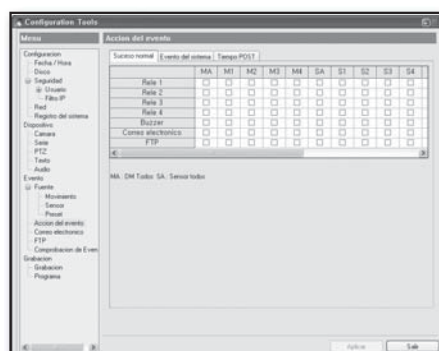 Configuration Tools
Menu
Configuracion
Fecha / Hora
Disco
Seguridad
Usuario
Filtro IP
Red
Registro del sistema
Dispositivo
Camara
Serie
PTZ
Texto
Audio
Evento
Fuente
Movimiento
Sensor
Preset
Accion del evento
Correo electronico
FTP
Comprobacion de Even
Grabacion
Grabacion
Programa
Accion del evento
Suceso normal Evento del sistema Tiempo POST
MA M1 M2 M3 M4 SA S1 S2 S3 S4
Rele 1
Rele 2
Rele 3
Rele 4
Buzzer
Correo electronico
FTP
MA : DM Todos SA : Sensor todos
Aplicar Salir